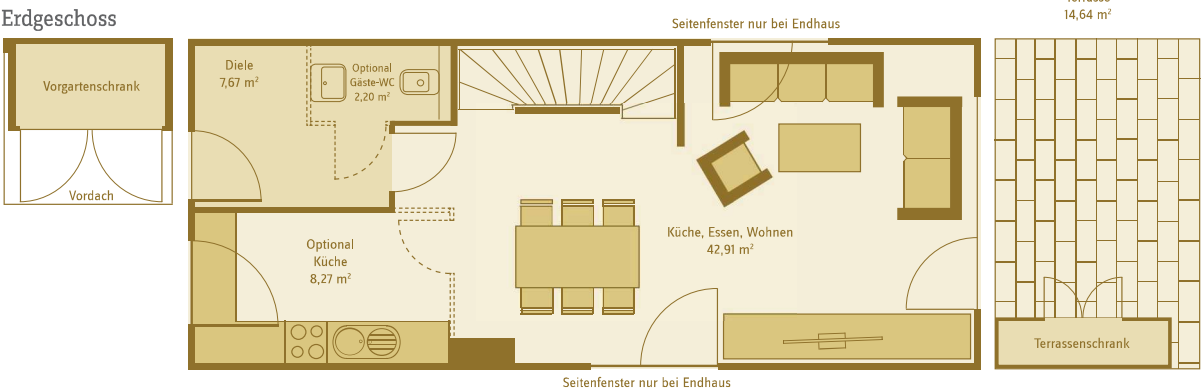 Erdgeschoss
Seitenfenster nur bei Endhaus
14,64 m²
Vorgartenschrank
Vordach
Diele
7,67 m²
Optional
Gäste-WC
2,20 m²
Optional
Küche
8,27 m²
Küche, Essen, Wohnen
42,91 m²
Terrassenschrank
Seitenfenster nur bei Endhaus